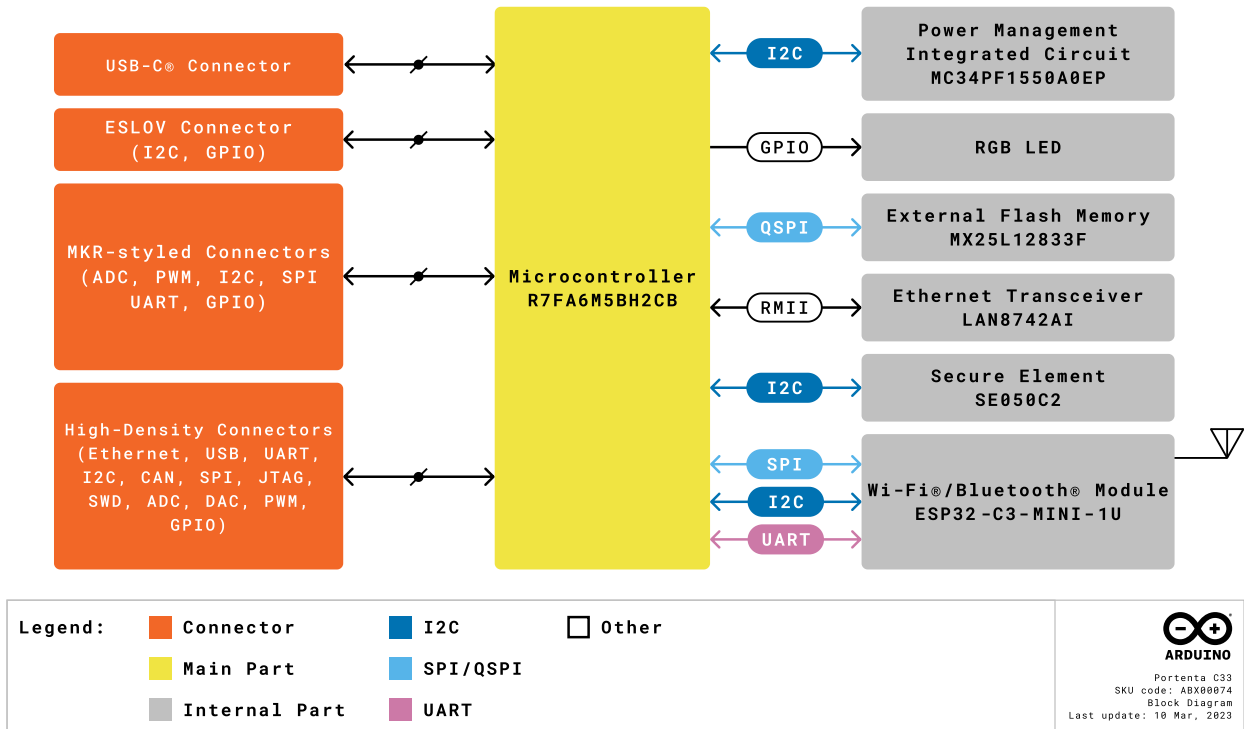 USB-C® Connector
ESLOV Connector
(I2C, GPIO)
MKR-styled Connectors
(ADC, PWM, I2C, SPI
UART, GPIO)
High-Density Connectors
(Ethernet, USB, UART,
I2C, CAN, SPI, JTAG,
SWD, ADC, DAC, PWM,
GPIO)
Microcontroller
R7FA6M5BH2CB
I2C
GPIO
QSPI
RMII
I2C
SPI
I2C
UART
Power Management
Integrated Circuit
MC34PF1550A0EP
RGB LED
External Flash Memory
MX25L12833F
Ethernet Transceiver
LAN8742AI
Secure Element
SE050C2
Wi-Fi®/Bluetooth® Module
ESP32-C3-MINI-1U
Legend:
Connector
Main Part
Internal Part
I2C
SPI/QSPI
UART
Other
ARDUINO
Portenta C33
SKU code: ABX00074
Block Diagram
Last update: 10 Mar, 2023